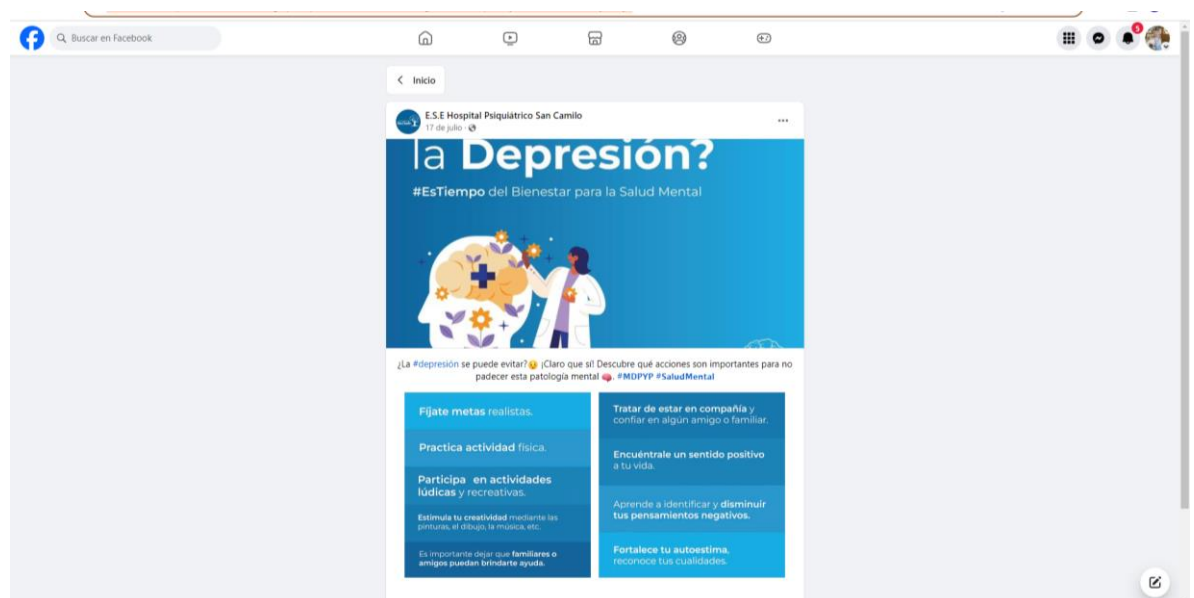 Buscar en Facebook
5
Inicio
E.S.E Hospital Psiquiátrico San Camilo
17 de julio ·
la Depresión?
#EsTiempo del Bienestar para la Salud Mental
¿La #depresión se puede evitar?😉 ¡Claro que sí! Descubre qué acciones son importantes para no
padecer esta patología mental 🧠. #MDPYP #SaludMental
Fíjate metas realistas.
Practica actividad física.
Participa en actividades
lúdicas y recreativas.
Estimula tu creatividad mediante las
pinturas, el dibujo, la música, etc.
Es importante dejar que familiares o
amigos puedan brindarte ayuda.
Tratar de estar en compañía y
confiar en algún amigo o familiar.
Encuéntrale un sentido positivo
a tu vida.
Aprende a identificar y disminuir
tus pensamientos negativos.
Fortalece tu autoestima,
reconoce tus cualidades.